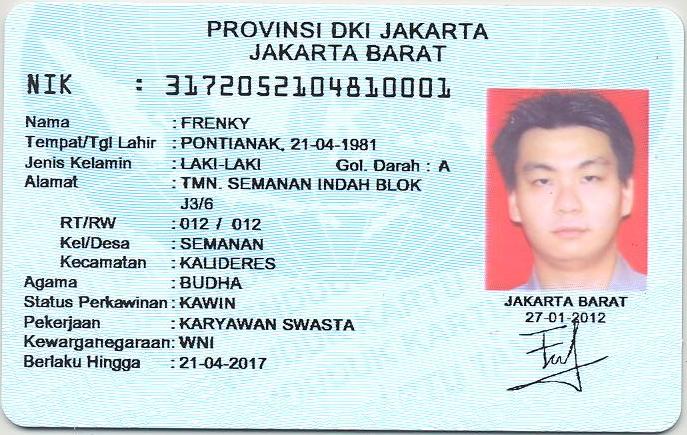 PROVINSI DKI JAKARTA
JAKARTA BARAT
NIK : 3172052104810001
Nama : FRENKY
Tempat/Tgl Lahir : PONTIANAK, 21-04-1981
Jenis Kelamin : LAKI-LAKI Gol. Darah : A
Alamat : TMN. SEMANAN INDAH BLOK
J3/6
RT/RW : 012 / 012
Kel/Desa : SEMANAN
Kecamatan : KALIDERES
Agama : BUDHA
Status Perkawinan : KAWIN
Pekerjaan : KARYAWAN SWASTA
Kewarganegaraan : WNI
Berlaku Hingga : 21-04-2017
JAKARTA BARAT
27-01-2012